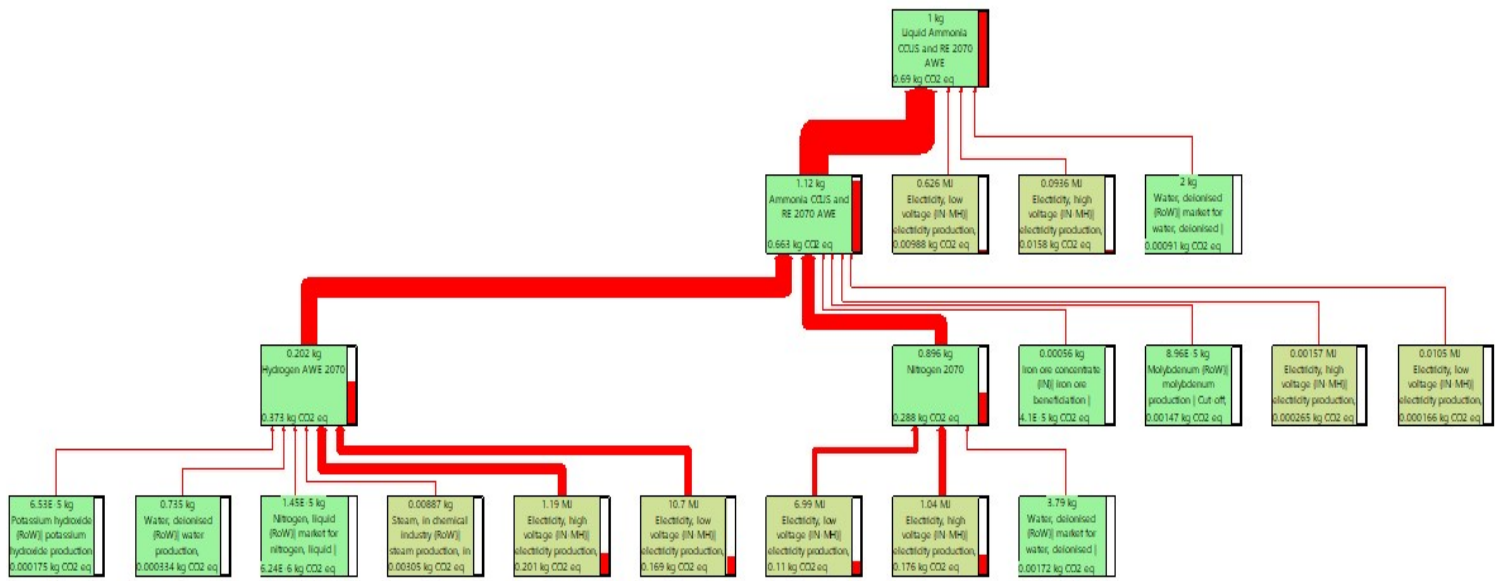 1 kg
Liquid Ammonia
CCUS and RE 2070
AWE
0.69 kg CO2 eq
1.12 kg
Ammonia CCUS and
RE 2070 AWE
0.663 kg CO2 eq
0.626 MJ
Electricity, low
voltage {IN-MH}|
electricity production,
0.00988 kg CO2 eq
0.0936 MJ
Electricity, high
voltage {IN-MH}|
electricity production,
0.0158 kg CO2 eq
2 kg
Water, deionised
{RoW}| market for
water, deionised |
0.00091 kg CO2 eq
0.202 kg
Hydrogen AWE 2070
0.373 kg CO2 eq
0.896 kg
Nitrogen 2070
0.288 kg CO2 eq
0.00056 kg
Iron ore concentrate
{IN}| iron ore
beneficiation |
4.1E-5 kg CO2 eq
8.96E-5 kg
Molybdenum {RoW}|
molybdenum
production | Cut-off,
0.00147 kg CO2 eq
0.00157 MJ
Electricity, high
voltage {IN-MH}|
electricity production,
0.000265 kg CO2 eq
0.0105 MJ
Electricity, low
voltage {IN-MH}|
electricity production,
0.000166 kg CO2 eq
6.53E-5 kg
Potassium hydroxide
{RoW}| potassium
hydroxide production
0.000175 kg CO2 eq
0.735 kg
Water, deionised
{RoW}| water
production,
0.000334 kg CO2 eq
1.45E-5 kg
Nitrogen, liquid
{RoW}| market for
nitrogen, liquid |
6.24E-6 kg CO2 eq
0.00887 kg
Steam, in chemical
industry {RoW}|
steam production, in
0.00305 kg CO2 eq
1.19 MJ
Electricity, high
voltage {IN-MH}|
electricity production,
0.201 kg CO2 eq
10.7 MJ
Electricity, low
voltage {IN-MH}|
electricity production,
0.169 kg CO2 eq
6.99 MJ
Electricity, low
voltage {IN-MH}|
electricity production,
0.11 kg CO2 eq
1.04 MJ
Electricity, high
voltage {IN-MH}|
electricity production,
0.176 kg CO2 eq
3.79 kg
Water, deionised
{RoW}| market for
water, deionised |
0.00172 kg CO2 eq